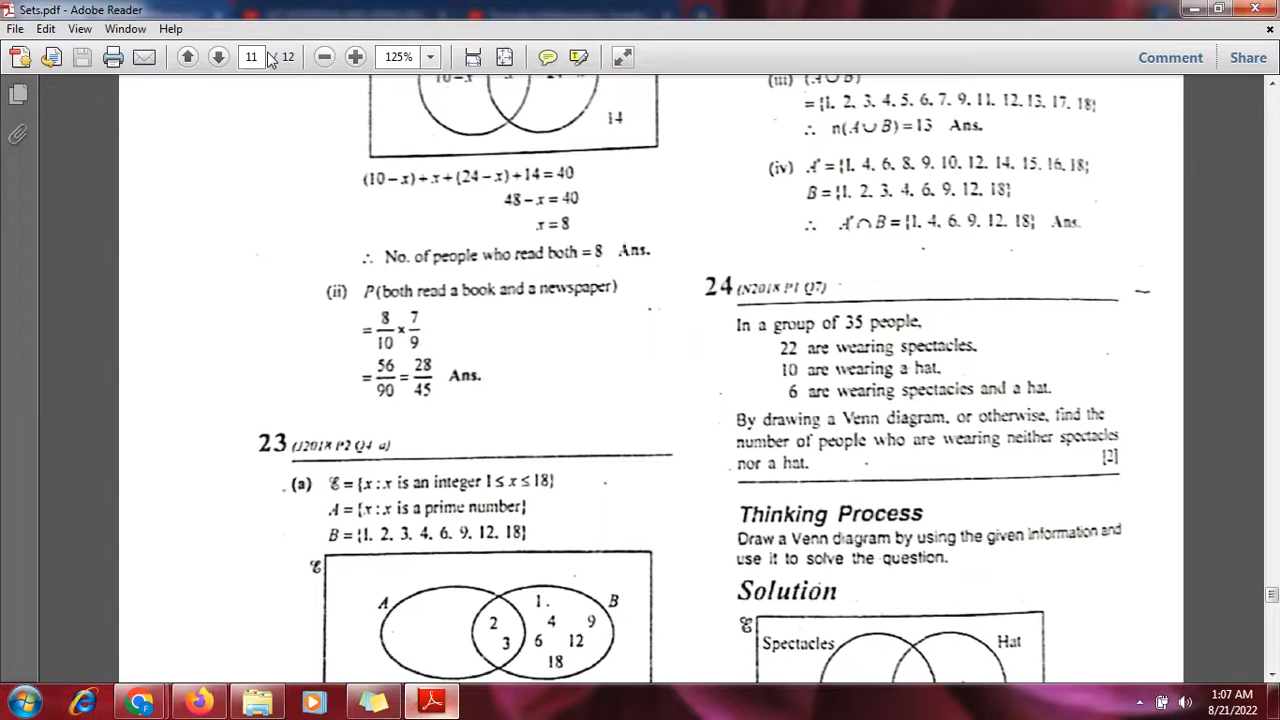 Sets.pdf - Adobe Reader
File Edit View Window Help
11 / 12 125% Comment Share
10−x
14
(10−x)+x+(24−x)+14=40
48−x=40
x=8
∴ No. of people who read both=8 Ans.
(ii) P(both read a book and a newspaper)
= 8/10 × 7/9
= 56/90 = 28/45 Ans.
23 (J2018 P2 Q4 a)
(a) ℰ = {x : x is an integer 1 ≤ x ≤ 18}
A = {x : x is a prime number}
B = {1, 2, 3, 4, 6, 9, 12, 18}
ℰ
A 1 B
2 4 9
3 6 12
18
(iii) (A∪B)
= {1, 2, 3, 4, 5, 6, 7, 9, 11, 12, 13, 17, 18}
∴ n(A∪B)=13 Ans.
(iv) A' = {1, 4, 6, 8, 9, 10, 12, 14, 15, 16, 18}
B = {1, 2, 3, 4, 6, 9, 12, 18}
∴ A'∩B = {1, 4, 6, 9, 12, 18} Ans.
24 (N2018 P1 Q7)
In a group of 35 people,
22 are wearing spectacles,
10 are wearing a hat,
6 are wearing spectacles and a hat.
By drawing a Venn diagram, or otherwise, find the
number of people who are wearing neither spectacles
nor a hat. [2]
Thinking Process
Draw a Venn diagram by using the given information and
use it to solve the question.
Solution
ℰ
Spectacles Hat
1:07 AM
8/21/2022